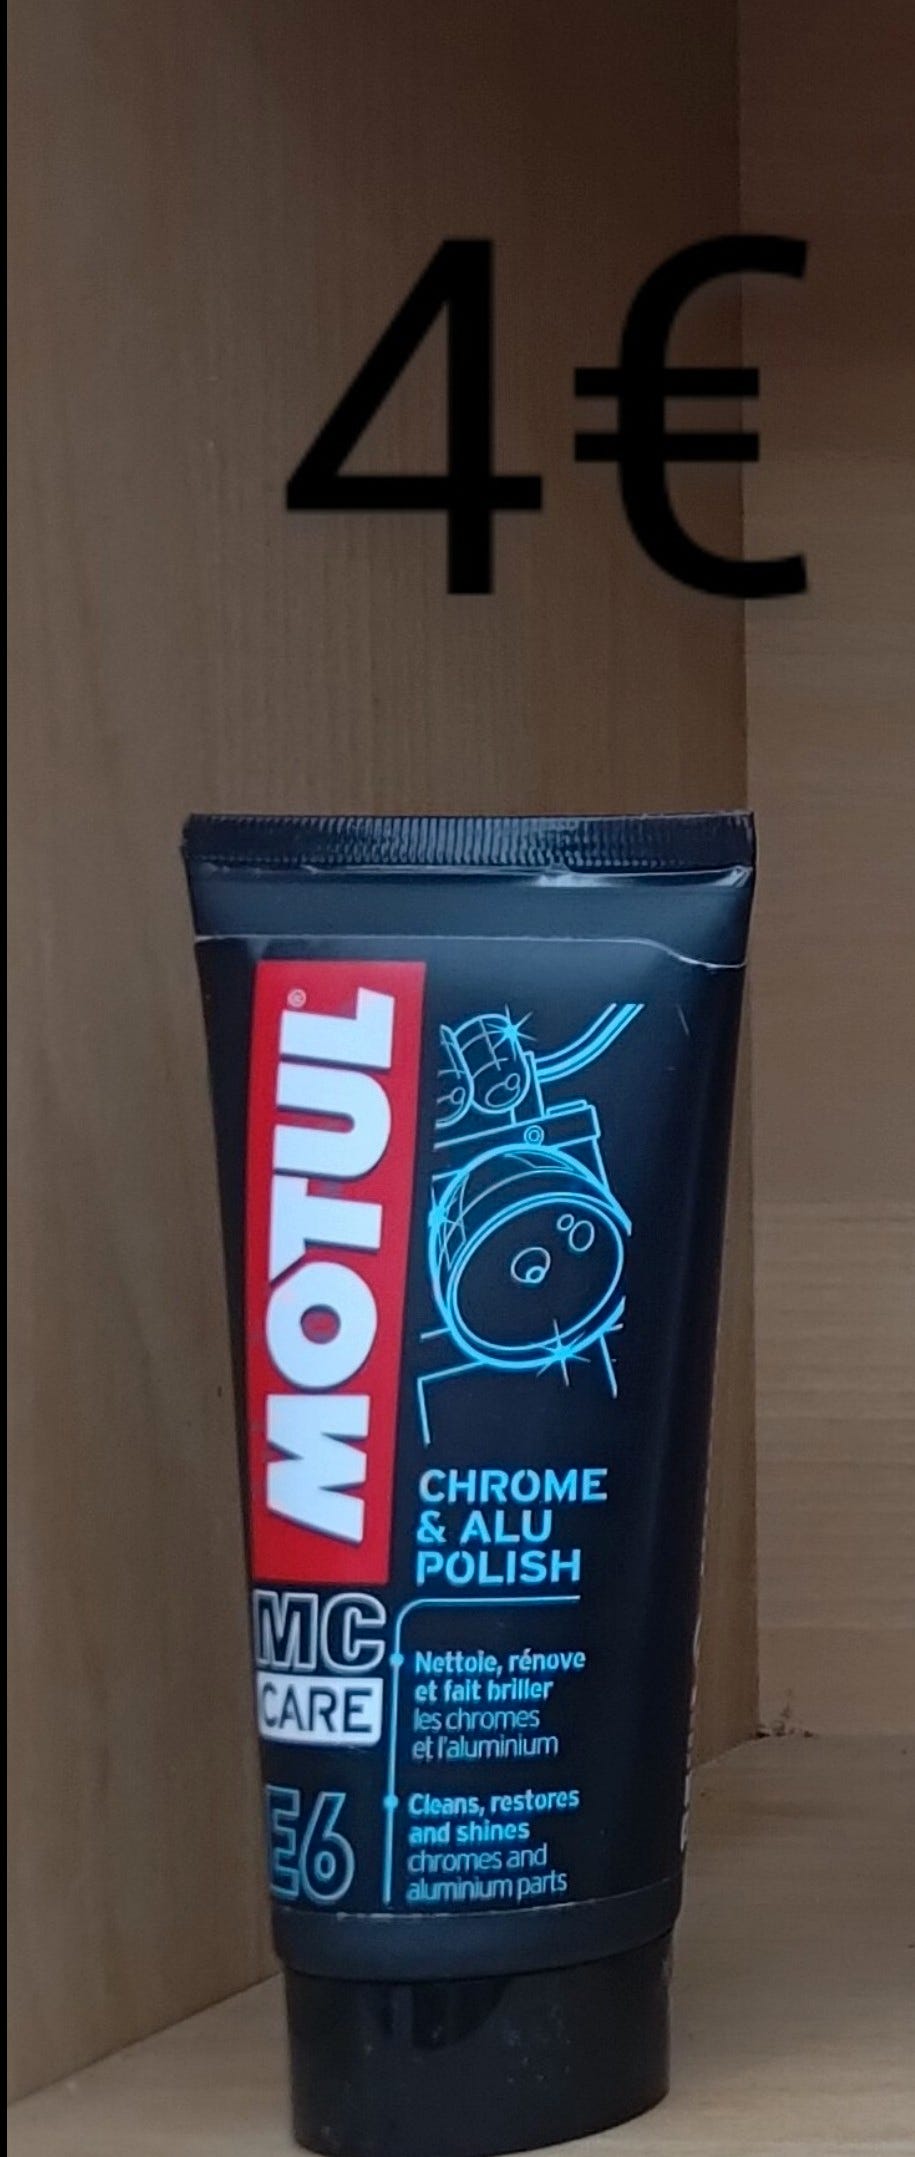 4€
MOTUL®
CHROME
& ALU
POLISH
MC
CARE
Nettoie, rénove
et fait briller
les chromes
et l'aluminium
E6
Cleans, restores
and shines
chromes and
aluminium parts